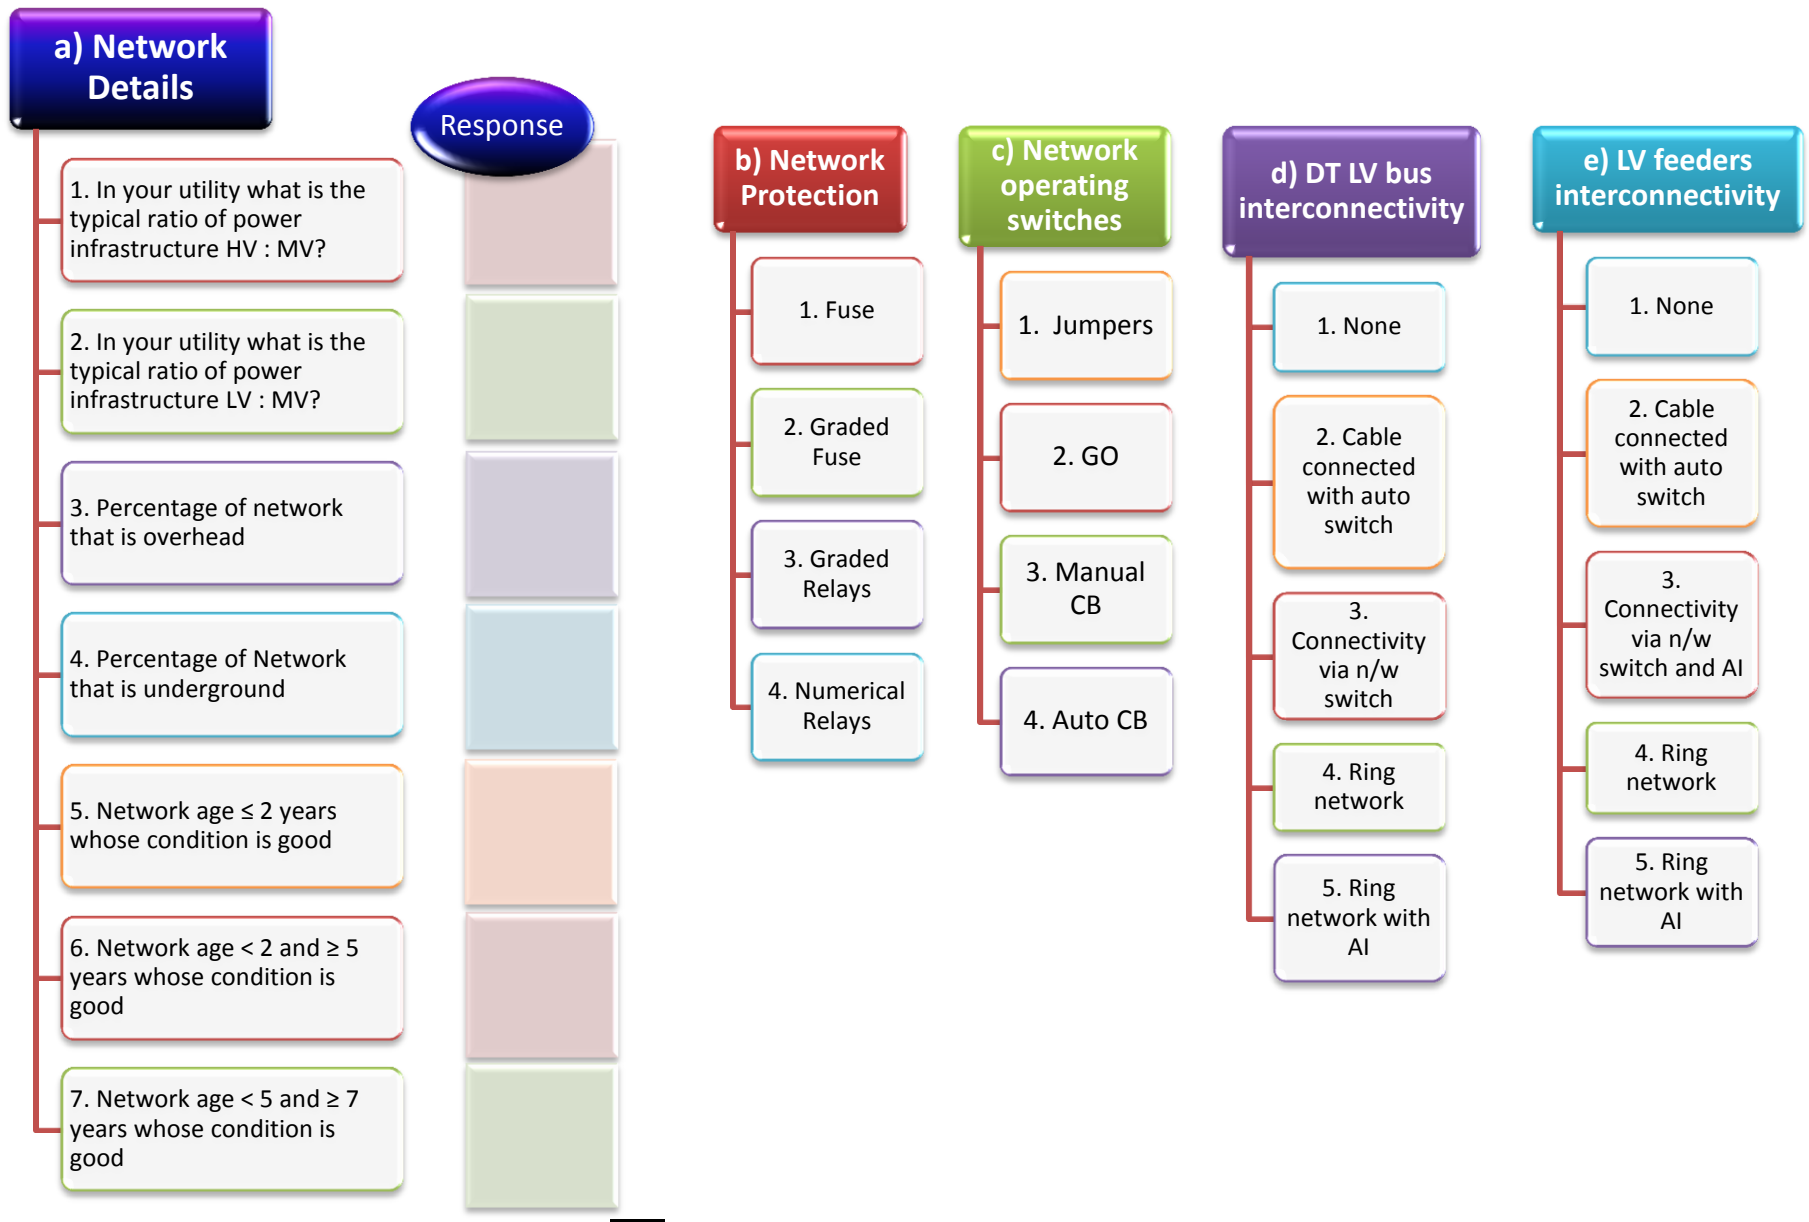 a) Network
Details
Response
1. In your utility what is the
typical ratio of power
infrastructure HV : MV?
2. In your utility what is the
typical ratio of power
infrastructure LV : MV?
3. Percentage of network
that is overhead
4. Percentage of Network
that is underground
5. Network age ≤ 2 years
whose condition is good
6. Network age < 2 and ≥ 5
years whose condition is
good
7. Network age < 5 and ≥ 7
years whose condition is
good
b) Network
Protection
1. Fuse
2. Graded
Fuse
3. Graded
Relays
4. Numerical
Relays
c) Network
operating
switches
1. Jumpers
2. GO
3. Manual
CB
4. Auto CB
d) DT LV bus
interconnectivity
1. None
2. Cable
connected
with auto
switch
3.
Connectivity
via n/w
switch
4. Ring
network
5. Ring
network with
AI
e) LV feeders
interconnectivity
1. None
2. Cable
connected
with auto
switch
3.
Connectivity
via n/w
switch and AI
4. Ring
network
5. Ring
network with
AI